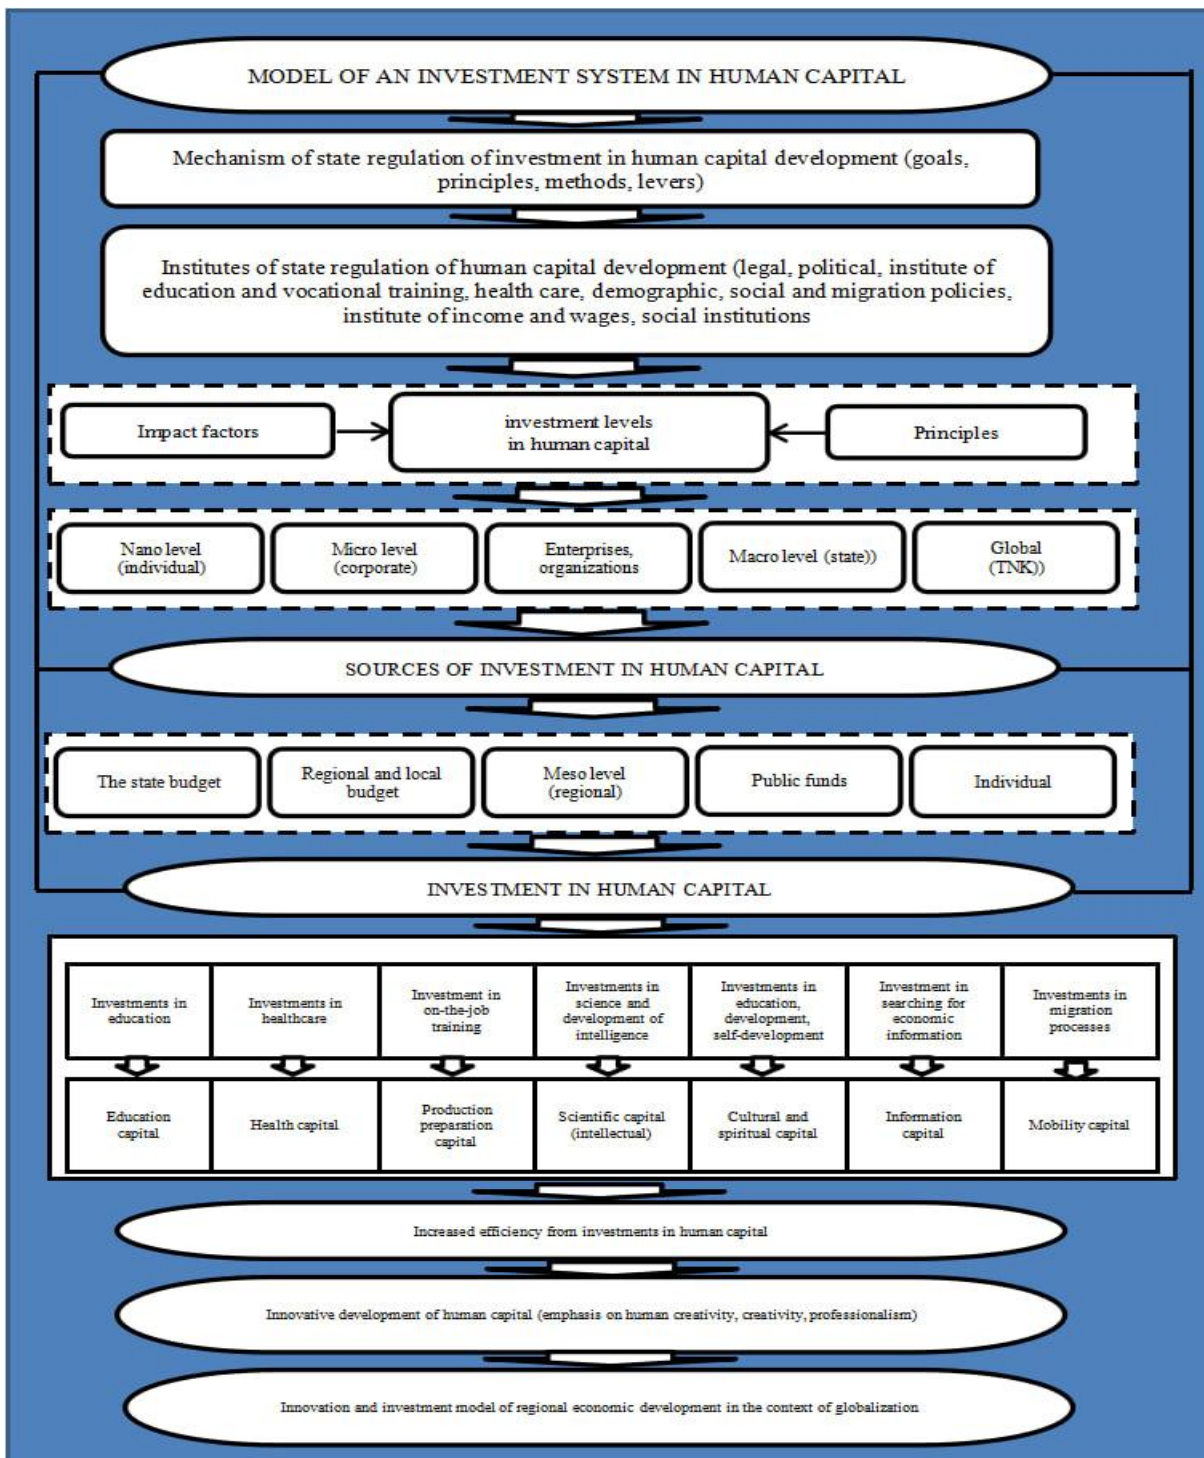 MODEL OF AN INVESTMENT SYSTEM IN HUMAN CAPITAL
Mechanism of state regulation of investment in human capital development (goals,
principles, methods, levers)
Institutes of state regulation of human capital development (legal, political, institute of
education and vocational training, health care, demographic, social and migration policies,
institute of income and wages, social institutions
Impact factors
investment levels
in human capital
Principles
Nano level
(individual)
Micro level
(corporate)
Enterprises,
organizations
Macro level (state))
Global
(TNK))
SOURCES OF INVESTMENT IN HUMAN CAPITAL
The state budget
Regional and local
budget
Meso level
(regional)
Public funds
Individual
INVESTMENT IN HUMAN CAPITAL
Investments in
education
Investments in
healthcare
Investment in
on-the-job
training
Investments in
science and
development of
intelligence
Investments in
education,
development,
self-development
Investment in
searching for
economic
information
Investments in
migration
processes
Education
capital
Health capital
Production
preparation
capital
Scientific capital
(intellectual)
Cultural and
spiritual capital
Information
capital
Mobility capital
Increased efficiency from investments in human capital
Innovative development of human capital (emphasis on human creativity, creativity, professionalism)
Innovation and investment model of regional economic development in the context of globalization